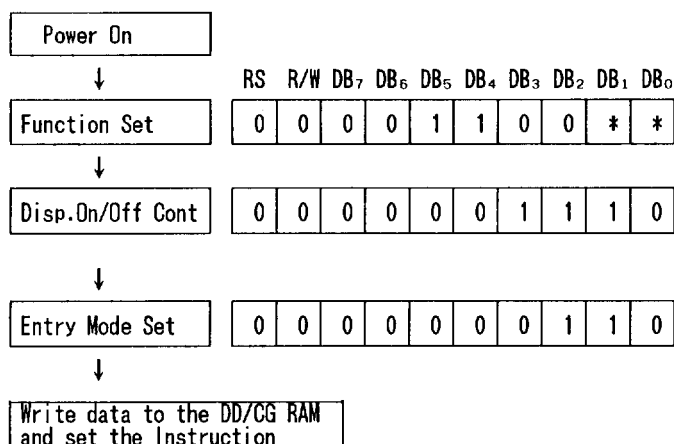 Power On
RS R/W DB₇ DB₆ DB₅ DB₄ DB₃ DB₂ DB₁ DB₀
Function Set 0 0 0 0 1 1 0 0 * *
Disp.On/Off Cont 0 0 0 0 0 0 1 1 1 0
Entry Mode Set 0 0 0 0 0 0 0 1 1 0
Write data to the DD/CG RAM
and set the Instruction